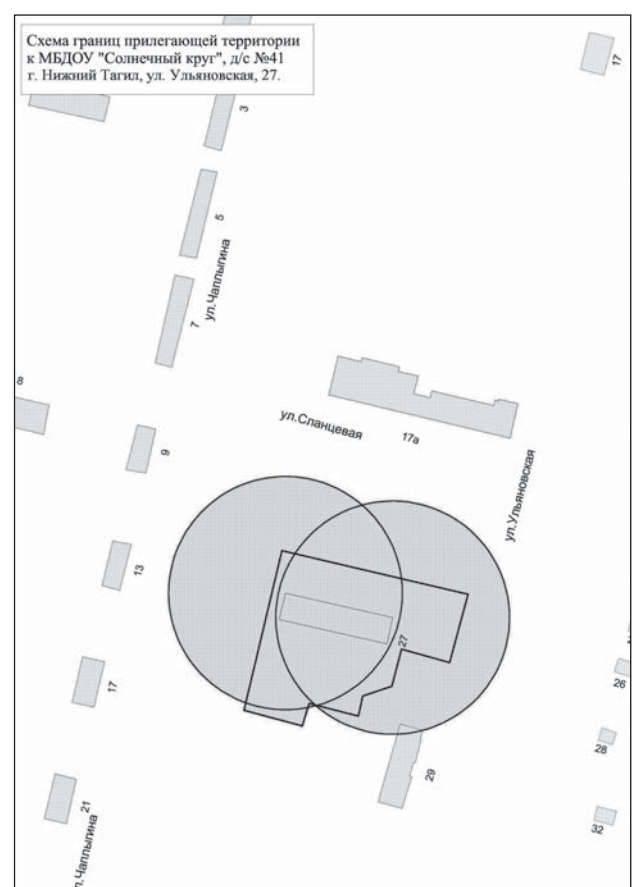 Схема границ прилегающей территории
к МБДОУ "Солнечный круг", д/с №41
г. Нижний Тагил, ул. Ульяновская, 27.
17
3
5
ул.Чаплыгина
7
8
ул.Сланцевая
17а
9
ул.Ульяновская
13
27
26
17
28
29
21
32
ул.Чаплыгина